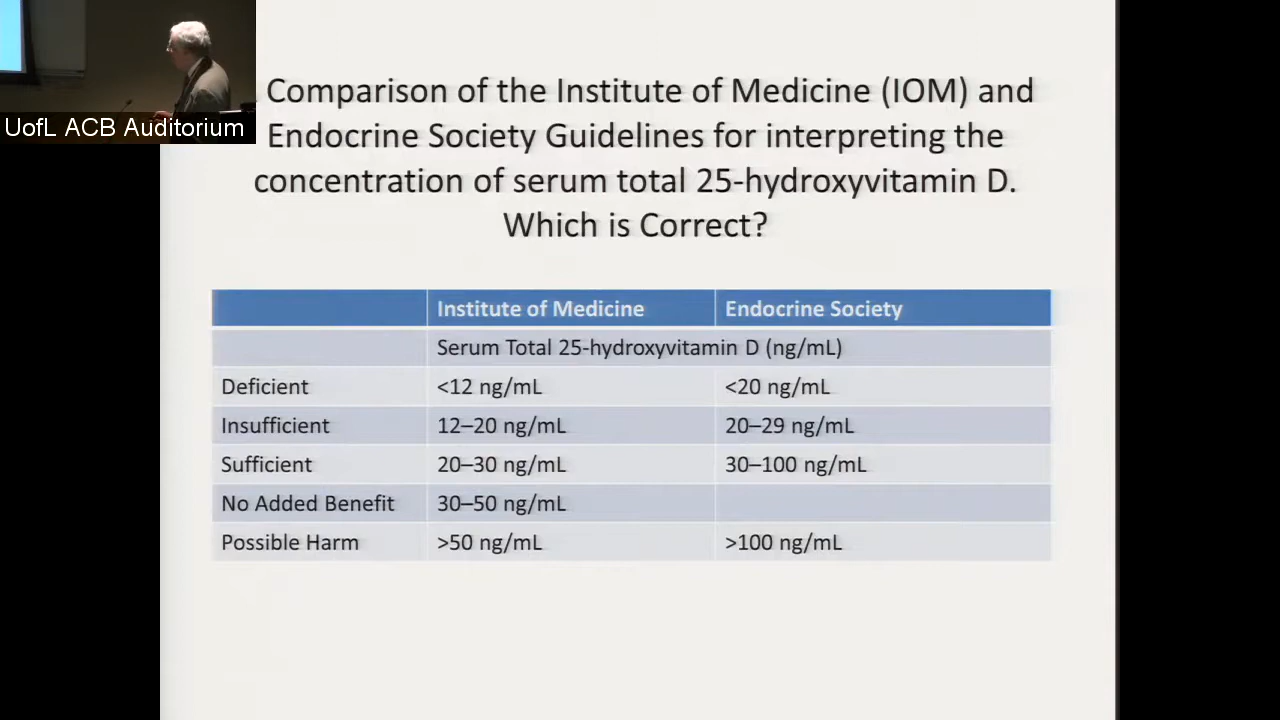 UofL ACB Auditorium
Comparison of the Institute of Medicine (IOM) and
Endocrine Society Guidelines for interpreting the
concentration of serum total 25-hydroxyvitamin D.
Which is Correct?
Institute of Medicine Endocrine Society
Serum Total 25-hydroxyvitamin D (ng/mL)
Deficient <12 ng/mL <20 ng/mL
Insufficient 12–20 ng/mL 20–29 ng/mL
Sufficient 20–30 ng/mL 30–100 ng/mL
No Added Benefit 30–50 ng/mL
Possible Harm >50 ng/mL >100 ng/mL